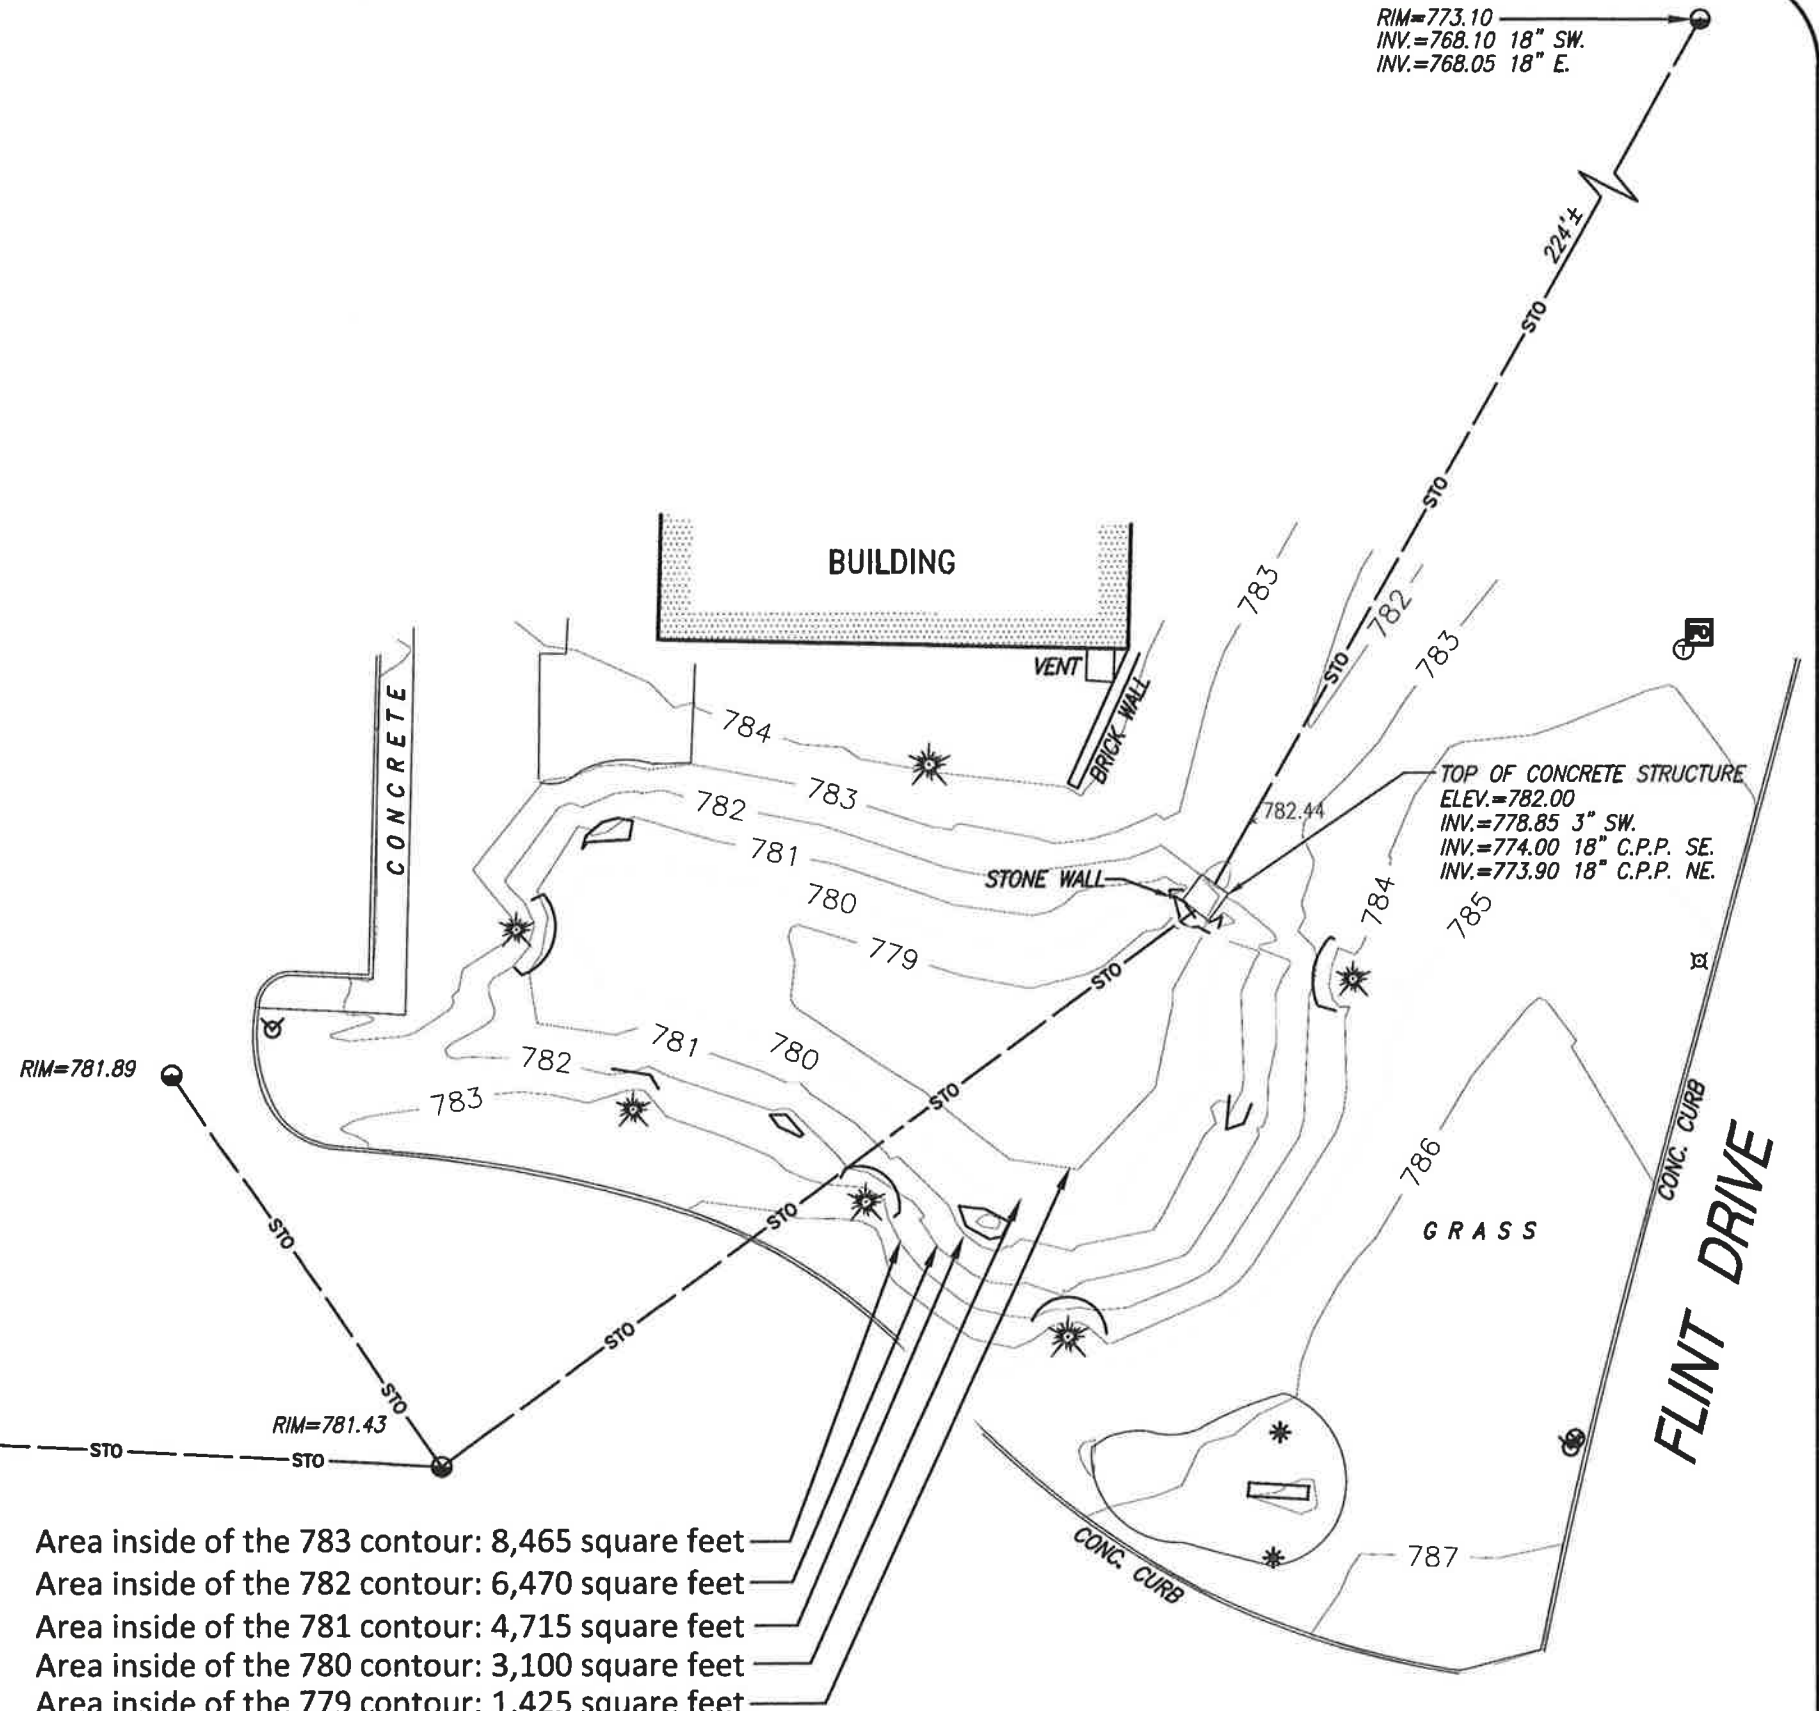 RIM=773.10
INV.=768.10 18" SW.
INV.=768.05 18" E.
224'±
STO
STO
STO
BUILDING
VENT
BRICK WALL
783
782
783
CONCRETE
784
783
782
781
780
779
782.44
TOP OF CONCRETE STRUCTURE
ELEV.=782.00
INV.=778.85 3" SW.
INV.=774.00 18" C.P.P. SE.
INV.=773.90 18" C.P.P. NE.
STONE WALL
784
785
STO
STO
STO
STO
781
780
782
783
RIM=781.89
STO
STO
RIM=781.43
STO
STO
786
GRASS
CONC. CURB
FLINT DRIVE
787
CONC. CURB
Area inside of the 783 contour: 8,465 square feet
Area inside of the 782 contour: 6,470 square feet
Area inside of the 781 contour: 4,715 square feet
Area inside of the 780 contour: 3,100 square feet
Area inside of the 779 contour: 1,425 square feet